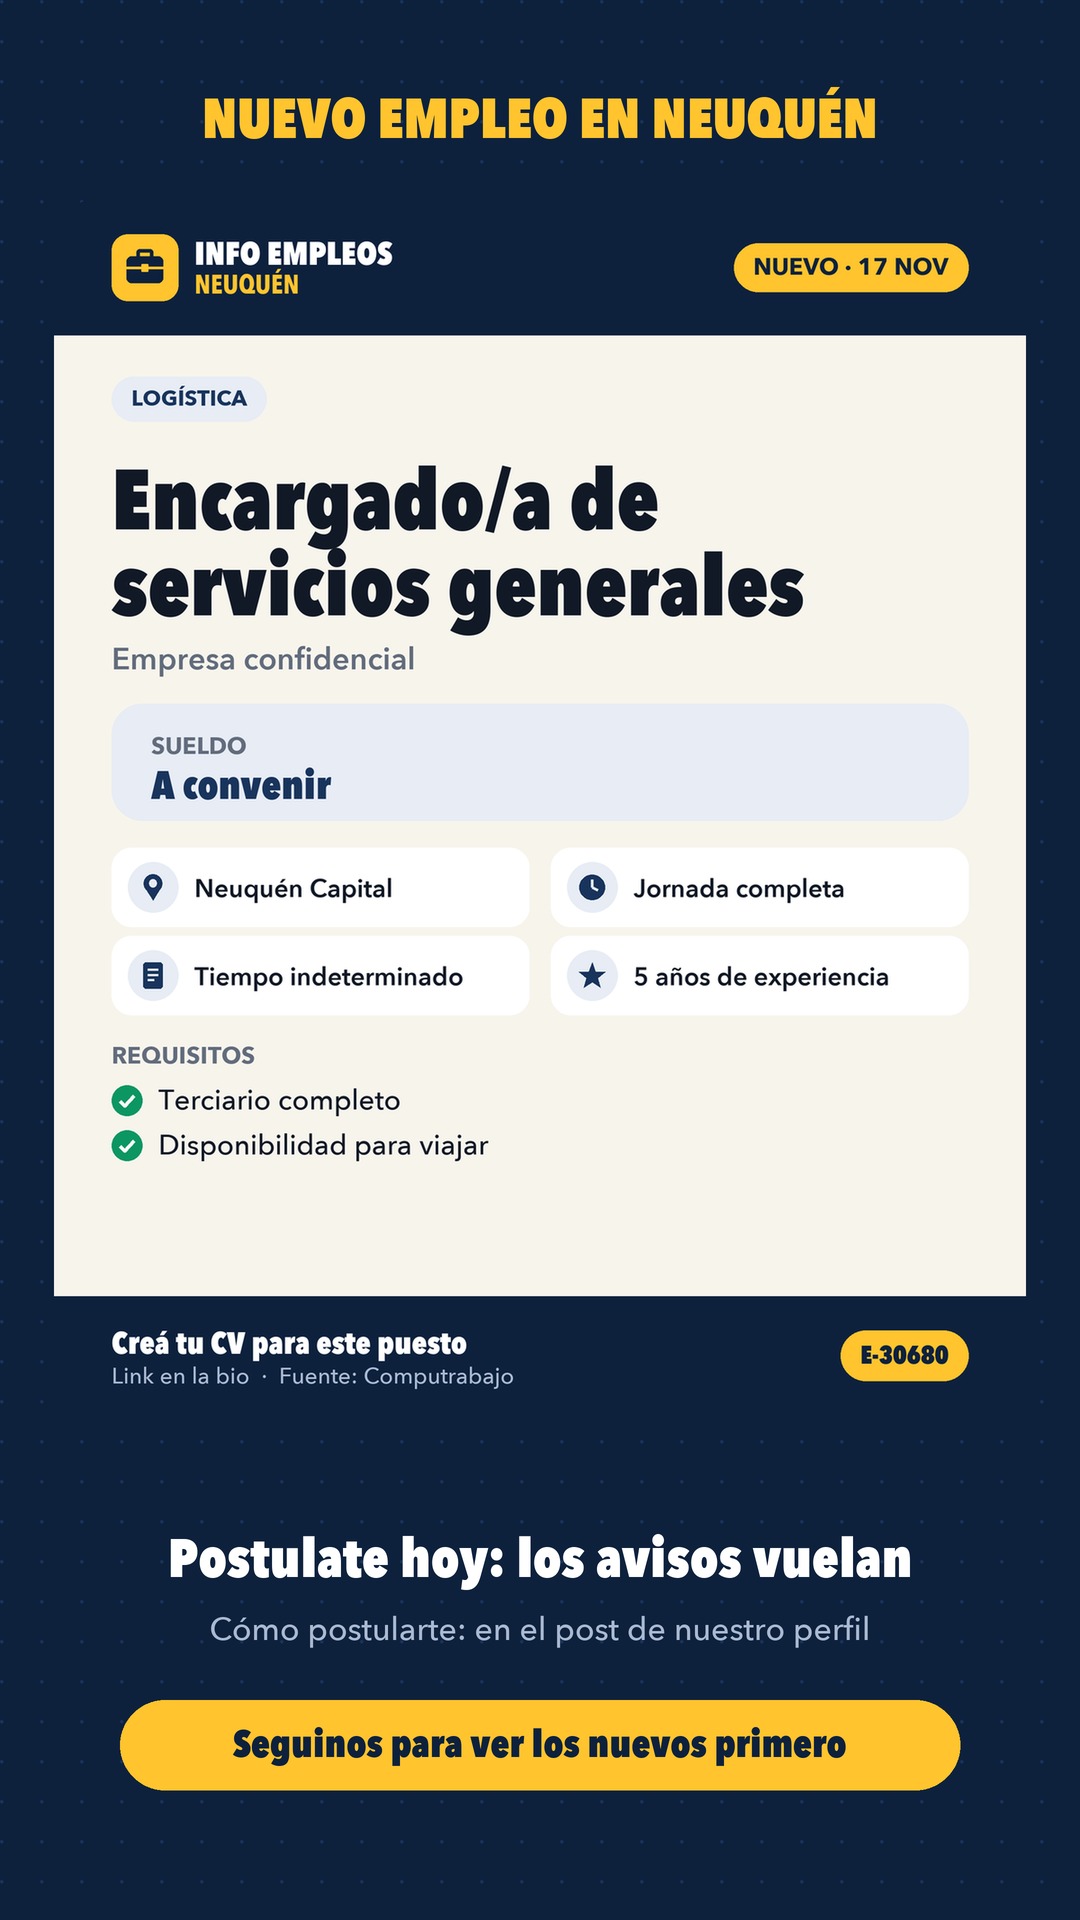 NUEVO EMPLEO EN NEUQUÉN
INFO EMPLEOS
NEUQUÉN
NUEVO · 17 NOV
LOGÍSTICA
Encargado/a de
servicios generales
Empresa confidencial
SUELDO
A convenir
Neuquén Capital
Jornada completa
Tiempo indeterminado
5 años de experiencia
REQUISITOS
Terciario completo
Disponibilidad para viajar
Creá tu CV para este puesto
Link en la bio · Fuente: Computrabajo
E-30680
Postulate hoy: los avisos vuelan
Cómo postularte: en el post de nuestro perfil
Seguinos para ver los nuevos primero